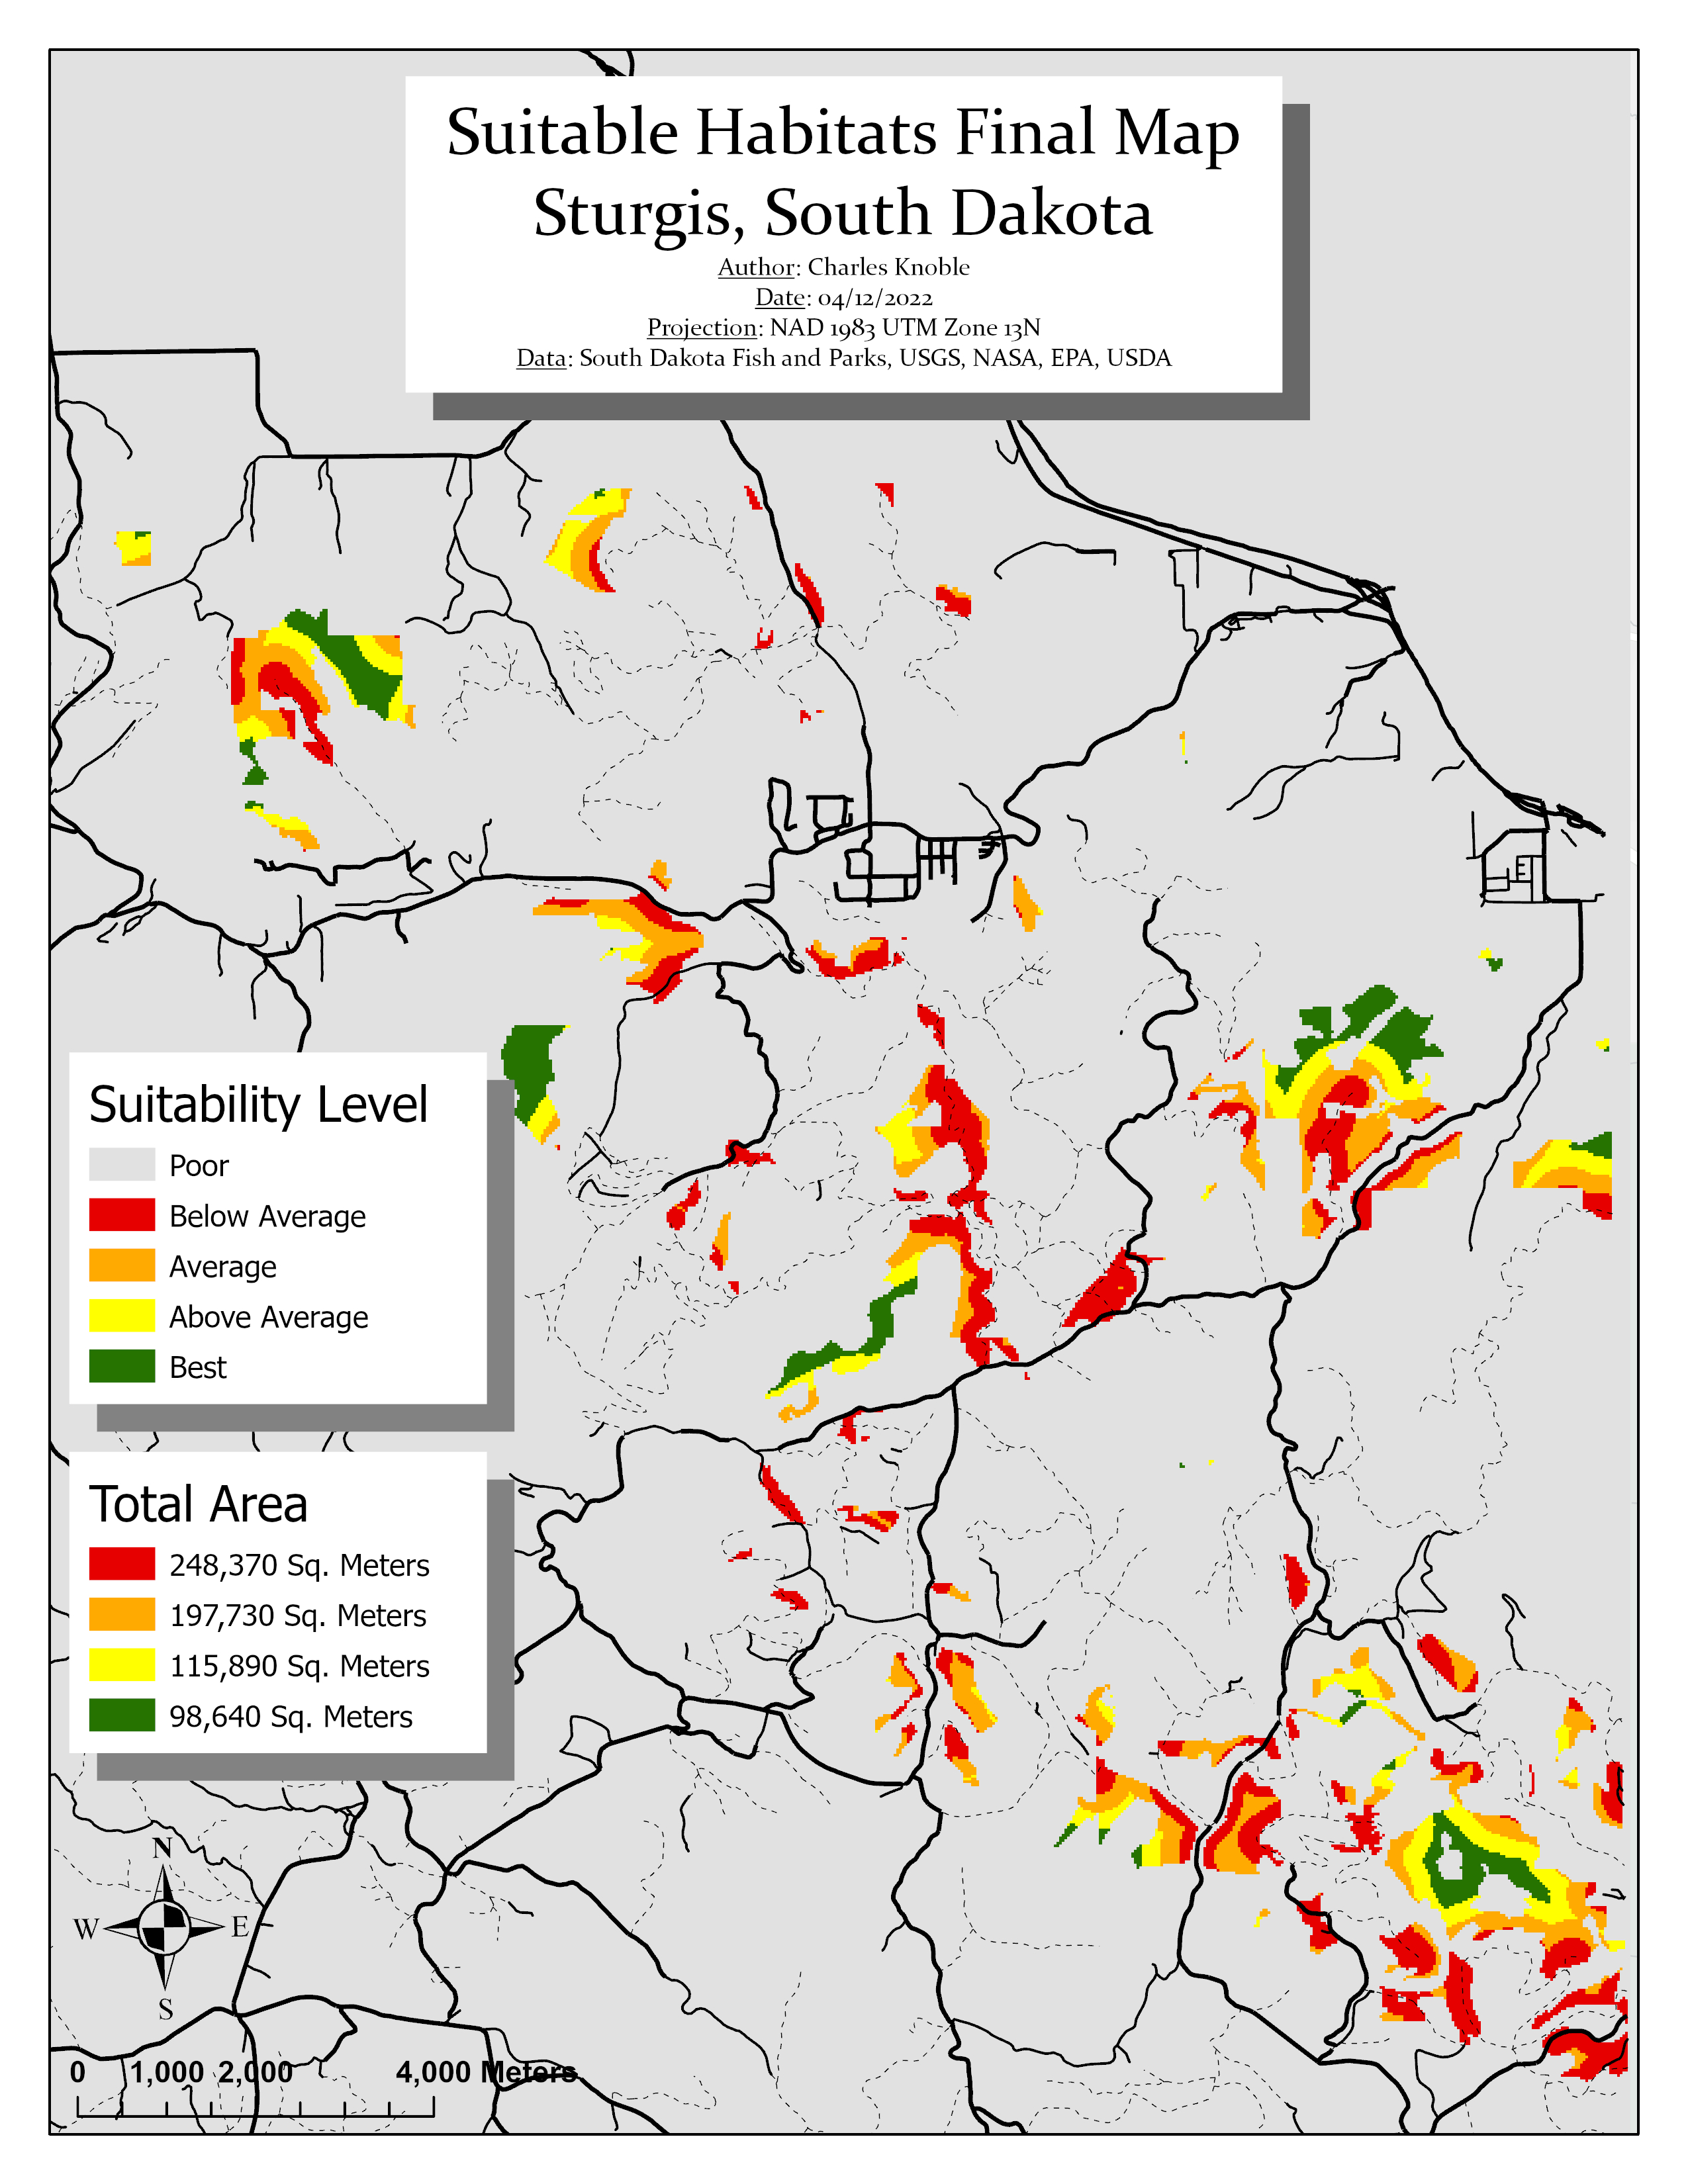 Suitable Habitats Final Map
Sturgis, South Dakota
Author: Charles Knoble
Date: 04/12/2022
Projection: NAD 1983 UTM Zone 13N
Data: South Dakota Fish and Parks, USGS, NASA, EPA, USDA
Suitability Level
Poor
Below Average
Average
Above Average
Best
Total Area
248,370 Sq. Meters
197,730 Sq. Meters
115,890 Sq. Meters
98,640 Sq. Meters
N
W E
S
0 1,000 2,000 4,000 Meters